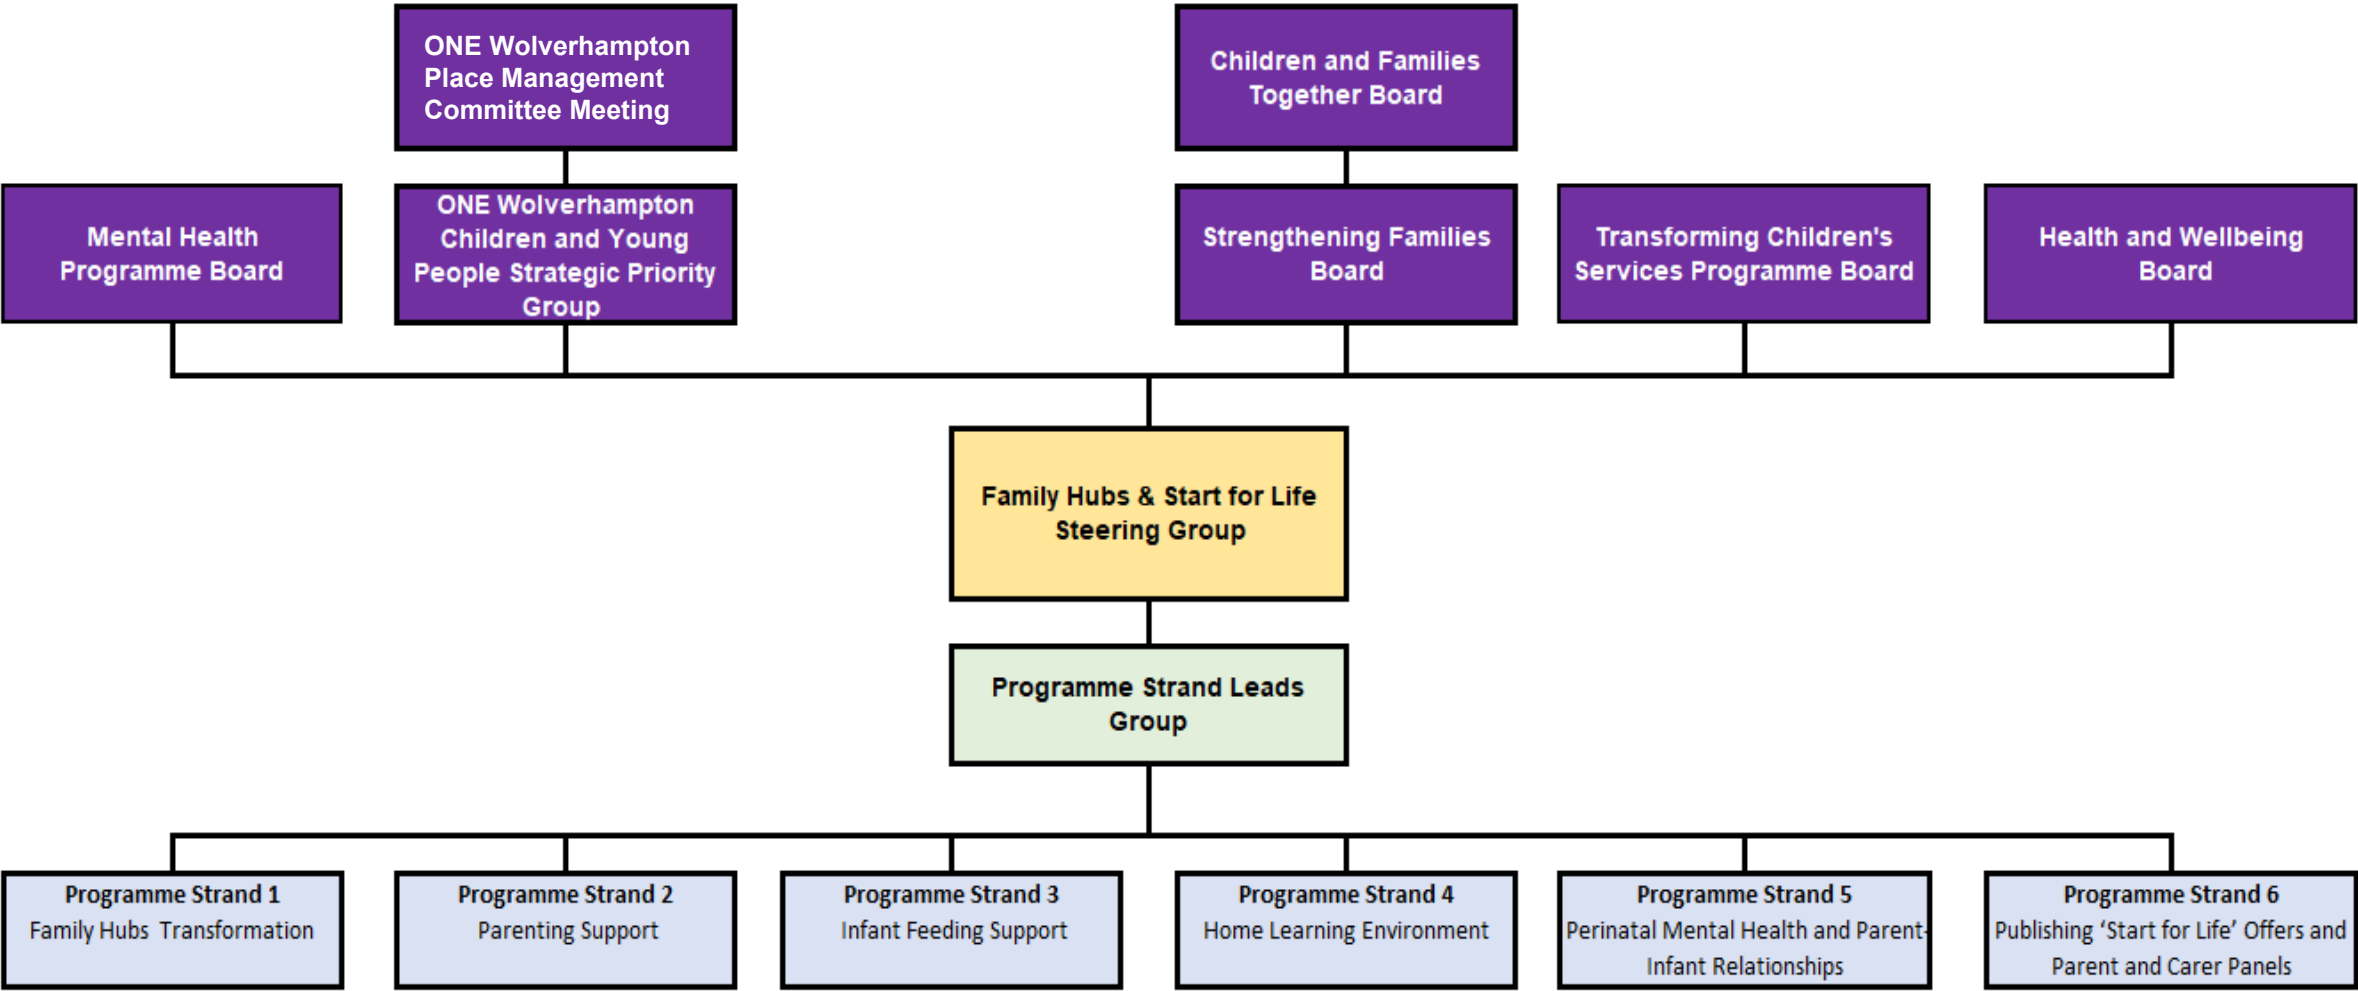 ONE Wolverhampton
Place Management
Committee Meeting
Children and Families
Together Board
Mental Health
Programme Board
ONE Wolverhampton
Children and Young
People Strategic Priority
Group
Strengthening Families
Board
Transforming Children's
Services Programme Board
Health and Wellbeing
Board
Family Hubs & Start for Life
Steering Group
Programme Strand Leads
Group
Programme Strand 1
Family Hubs Transformation
Programme Strand 2
Parenting Support
Programme Strand 3
Infant Feeding Support
Programme Strand 4
Home Learning Environment
Programme Strand 5
Perinatal Mental Health and Parent-
Infant Relationships
Programme Strand 6
Publishing ‘Start for Life’ Offers and
Parent and Carer Panels